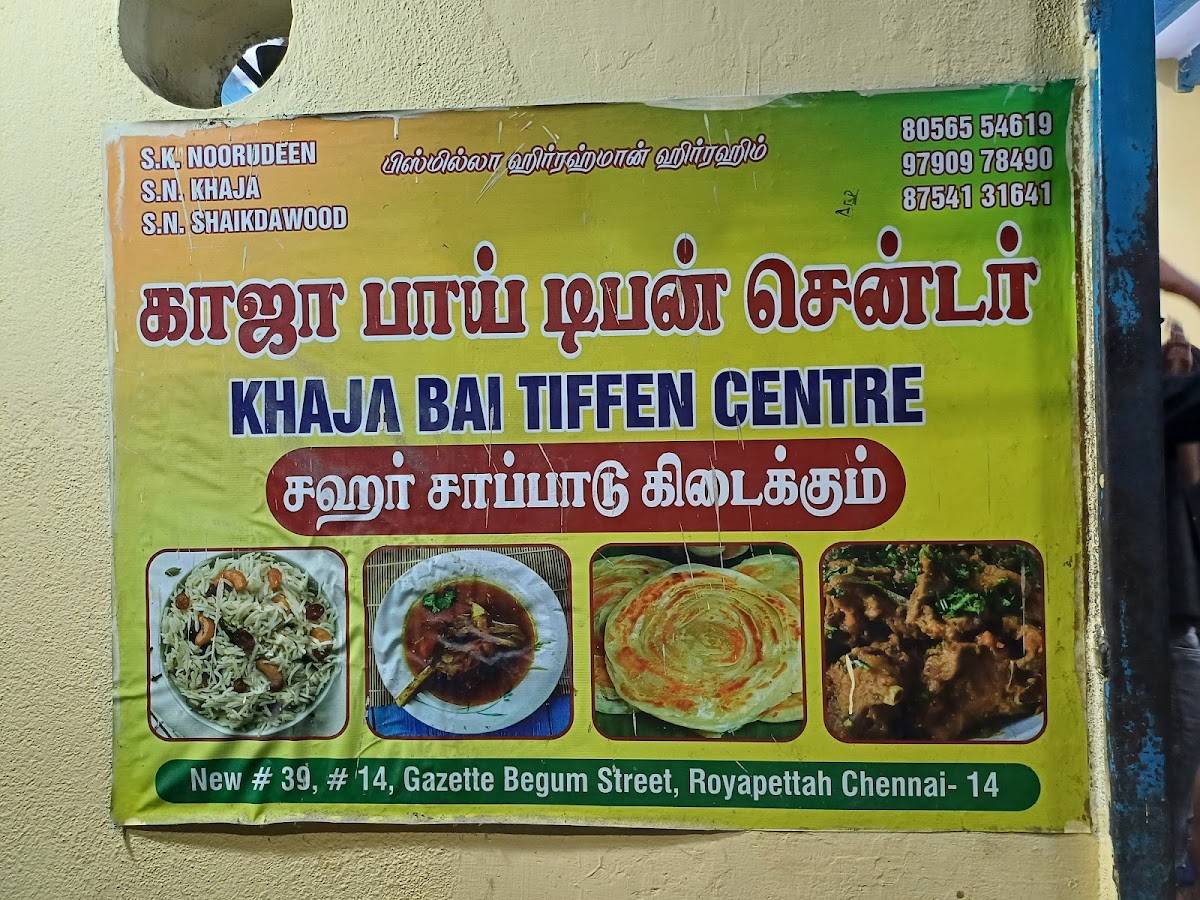 S.K. NOORUDEEN
S.N. KHAJA
S.N. SHAIKDAWOOD
பிஸ்மில்லா ஹிர்ரஹ்மான் ஹிர்ரஹிம்
80565 54619
97909 78490
87541 31641
காஜா பாய் டிபன் சென்டர்
KHAJA BAI TIFFEN CENTRE
சஹர் சாப்பாடு கிடைக்கும்
New # 39, # 14, Gazette Begum Street, Royapettah Chennai- 14